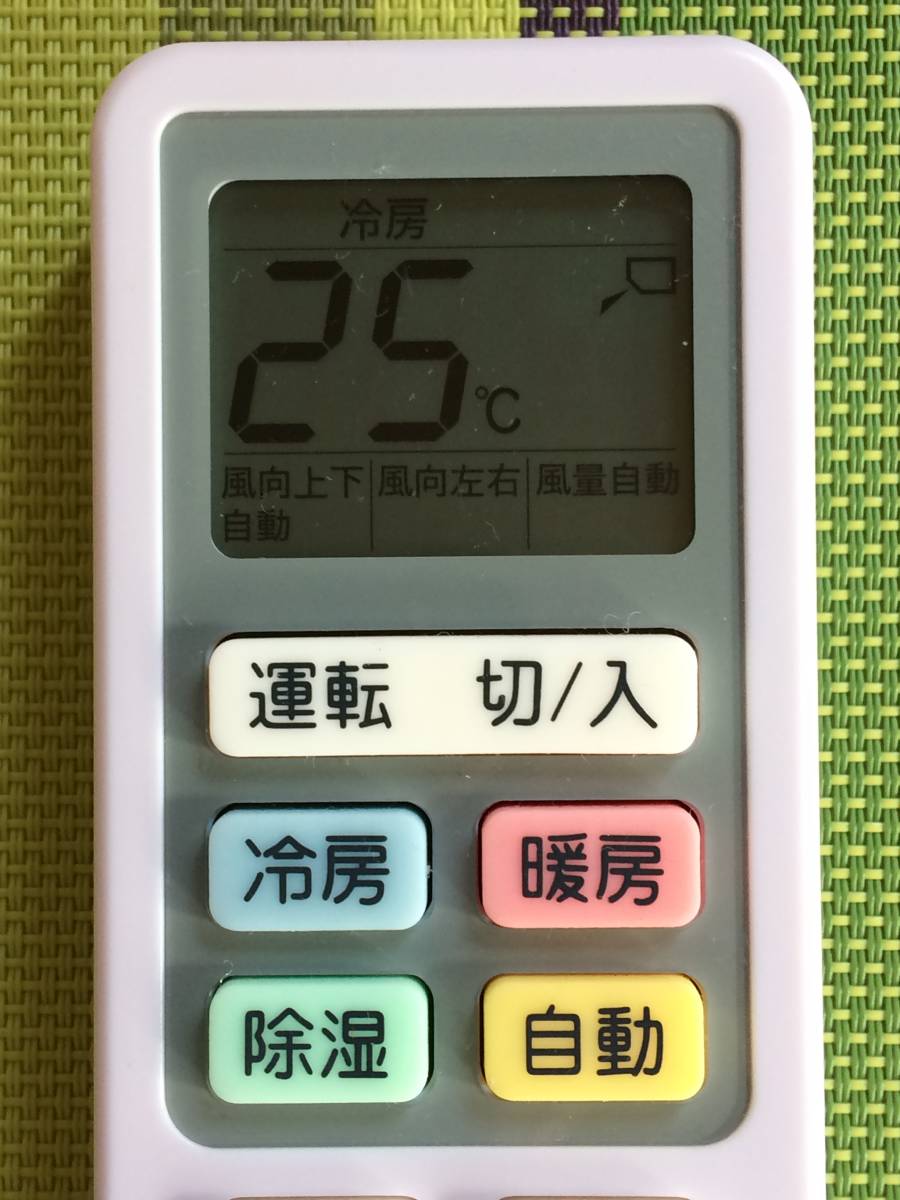 冷房
25℃
風向上下 風向左右 風量自動
自動
運転 切/入
冷房 暖房
除湿 自動